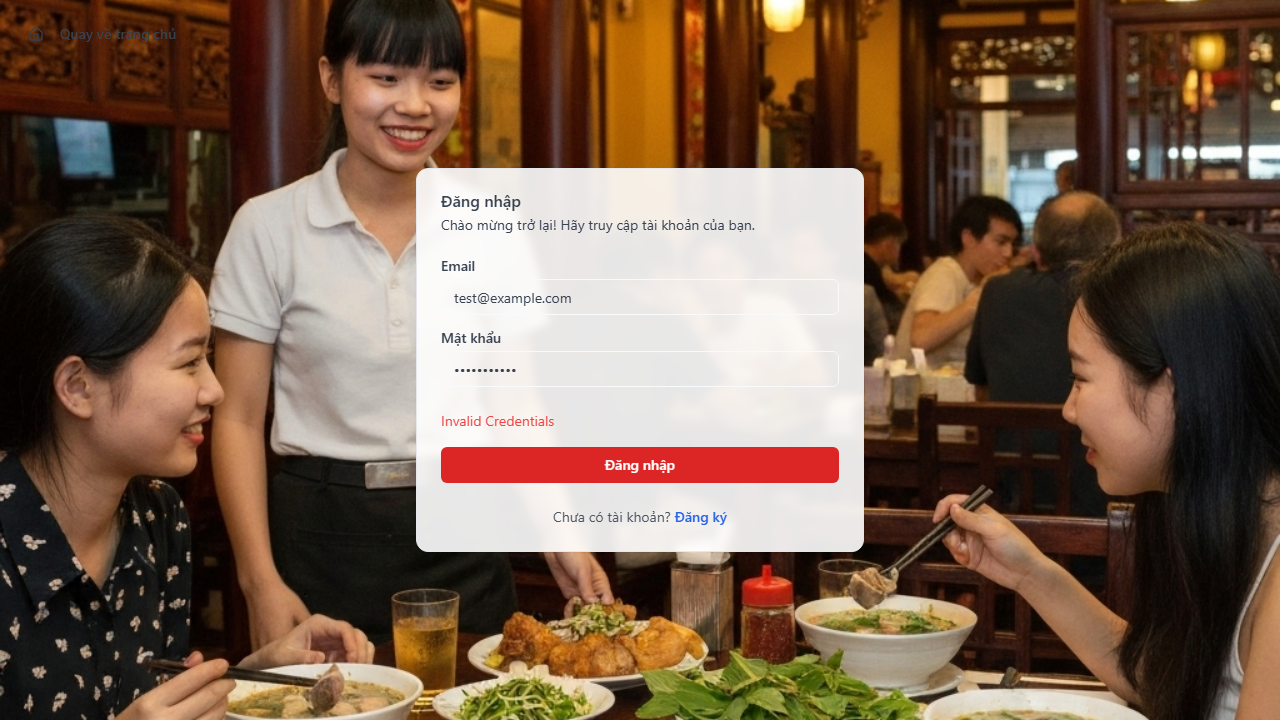 Quay về trang chủ
Đăng nhập
Chào mừng trở lại! Hãy truy cập tài khoản của bạn.
Email
test@example.com
Mật khẩu
•••••••••••
Invalid Credentials
Đăng nhập
Chưa có tài khoản? Đăng ký